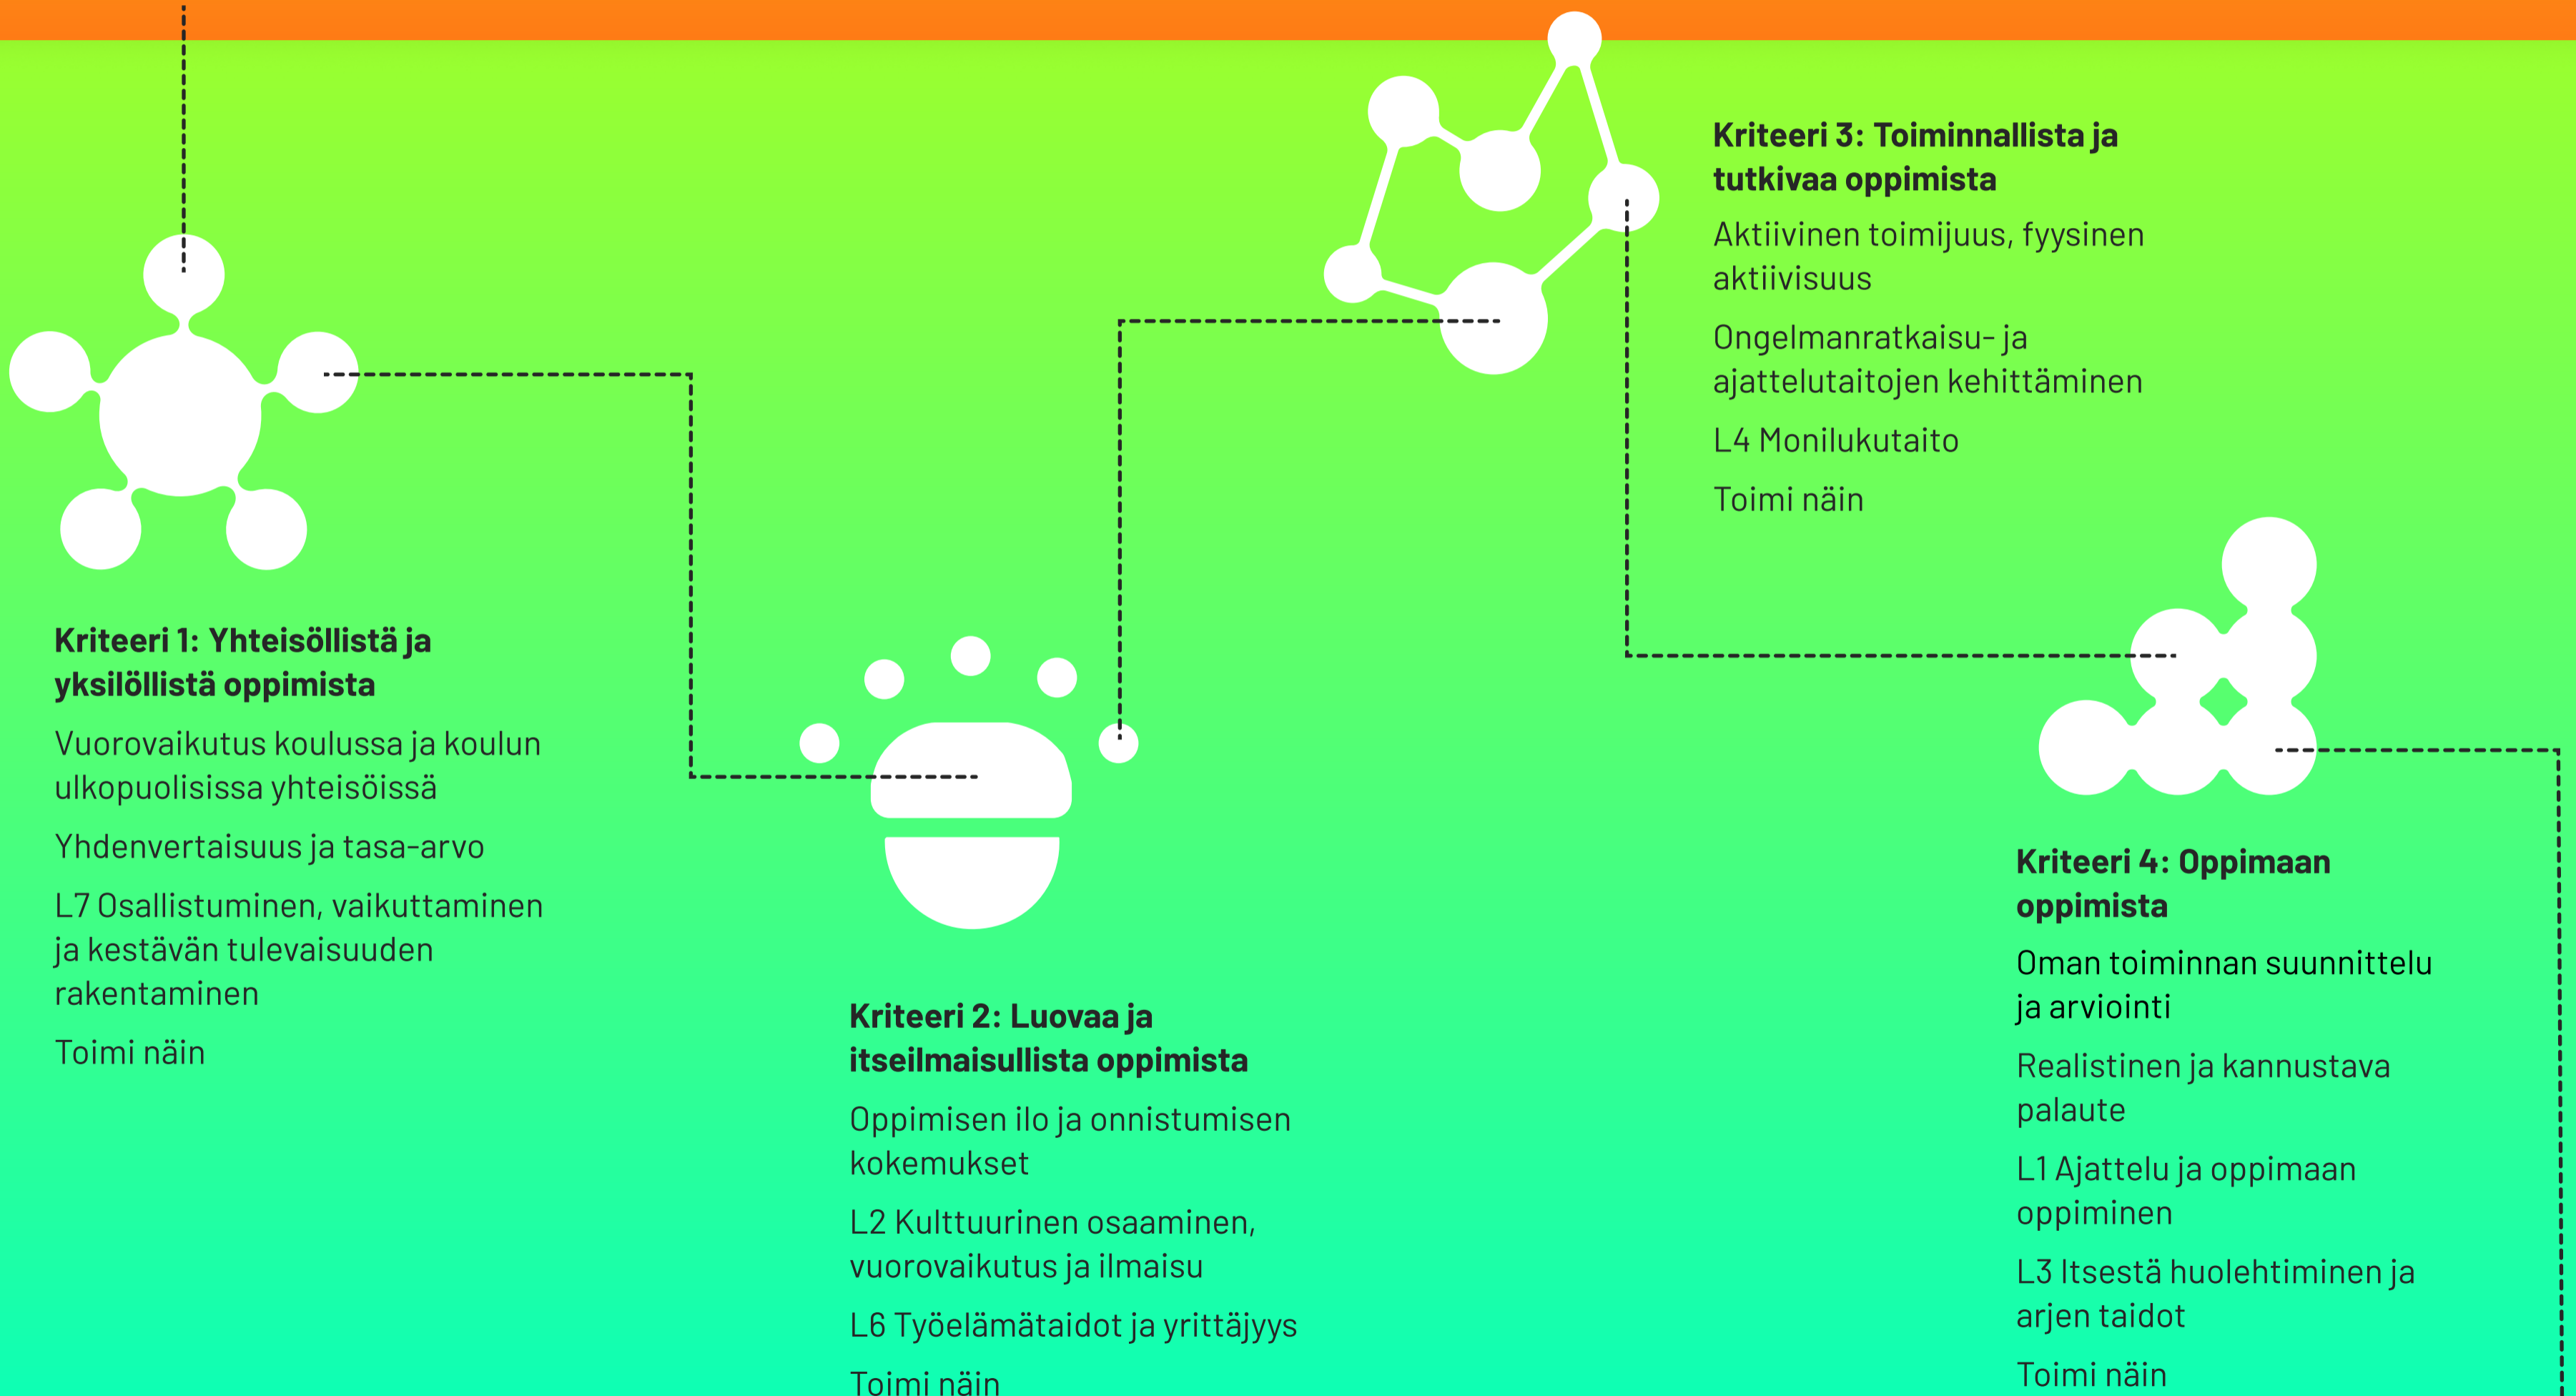 Kriteeri 1: Yhteisöllistä ja
yksilöllistä oppimista
Vuorovaikutus koulussa ja koulun
ulkopuolisissa yhteisöissä
Yhdenvertaisuus ja tasa-arvo
L7 Osallistuminen, vaikuttaminen
ja kestävän tulevaisuuden
rakentaminen
Toimi näin
Kriteeri 2: Luovaa ja
itseilmaisullista oppimista
Oppimisen ilo ja onnistumisen
kokemukset
L2 Kulttuurinen osaaminen,
vuorovaikutus ja ilmaisu
L6 Työelämätaidot ja yrittäjyys
Toimi näin
Kriteeri 3: Toiminnallista ja
tutkivaa oppimista
Aktiivinen toimijuus, fyysinen
aktiivisuus
Ongelmanratkaisu- ja
ajattelutaitojen kehittäminen
L4 Monilukutaito
Toimi näin
Kriteeri 4: Oppimaan
oppimista
Oman toiminnan suunnittelu
ja arviointi
Realistinen ja kannustava
palaute
L1 Ajattelu ja oppimaan
oppiminen
L3 Itsestä huolehtiminen ja
arjen taidot
Toimi näin